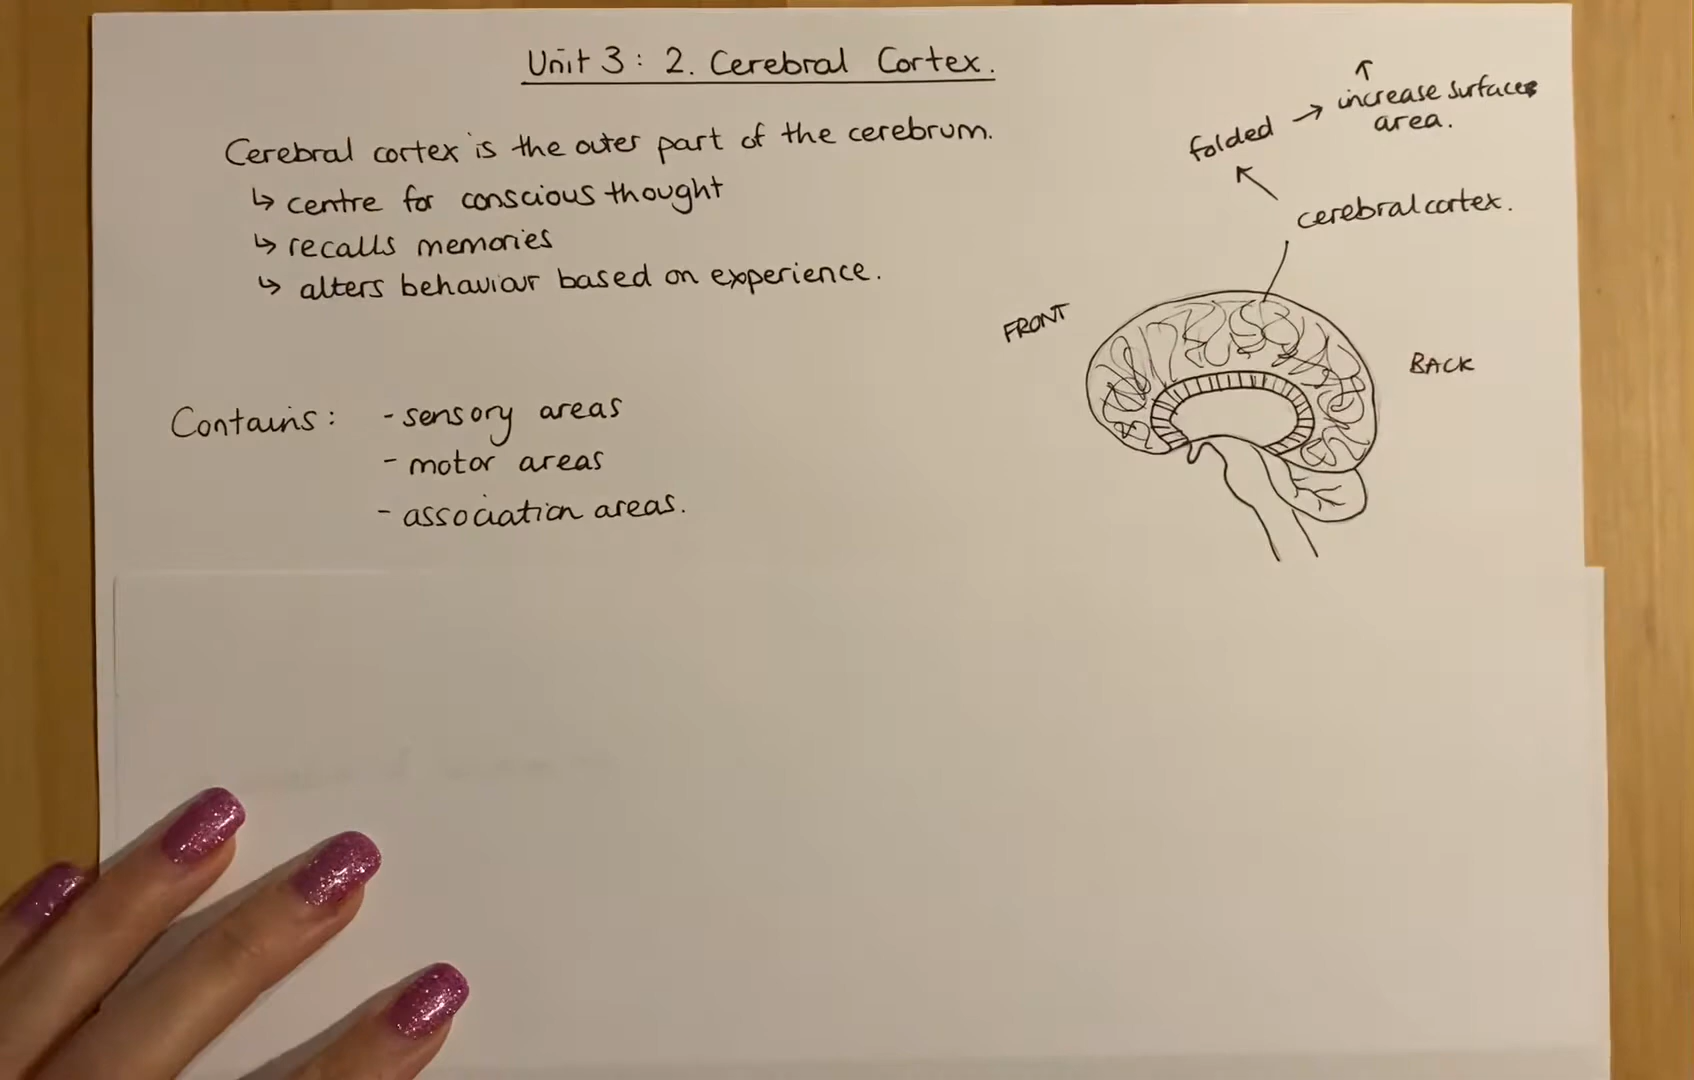 Unit 3 : 2. Cerebral Cortex.
Cerebral cortex is the outer part of the cerebrum.
↳ centre for conscious thought
↳ recalls memories
↳ alters behaviour based on experience.
Contains : - sensory areas
- motor areas
- association areas.
↑
folded → increase surface
area.
cerebral cortex.
FRONT
BACK